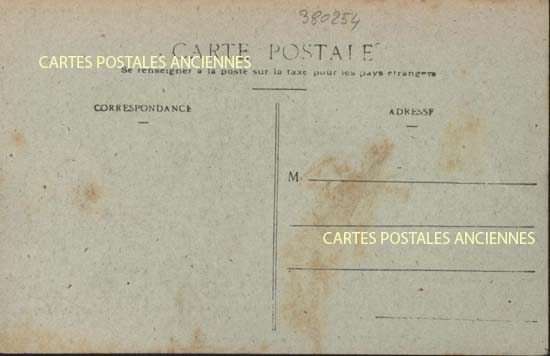 380254
CARTE POSTALE
CARTES POSTALES ANCIENNES
Se renseigner à la poste sur la taxe pour les pays étrangers
CORRESPONDANCE
ADRESSE
M
CARTES POSTALES ANCIENNES